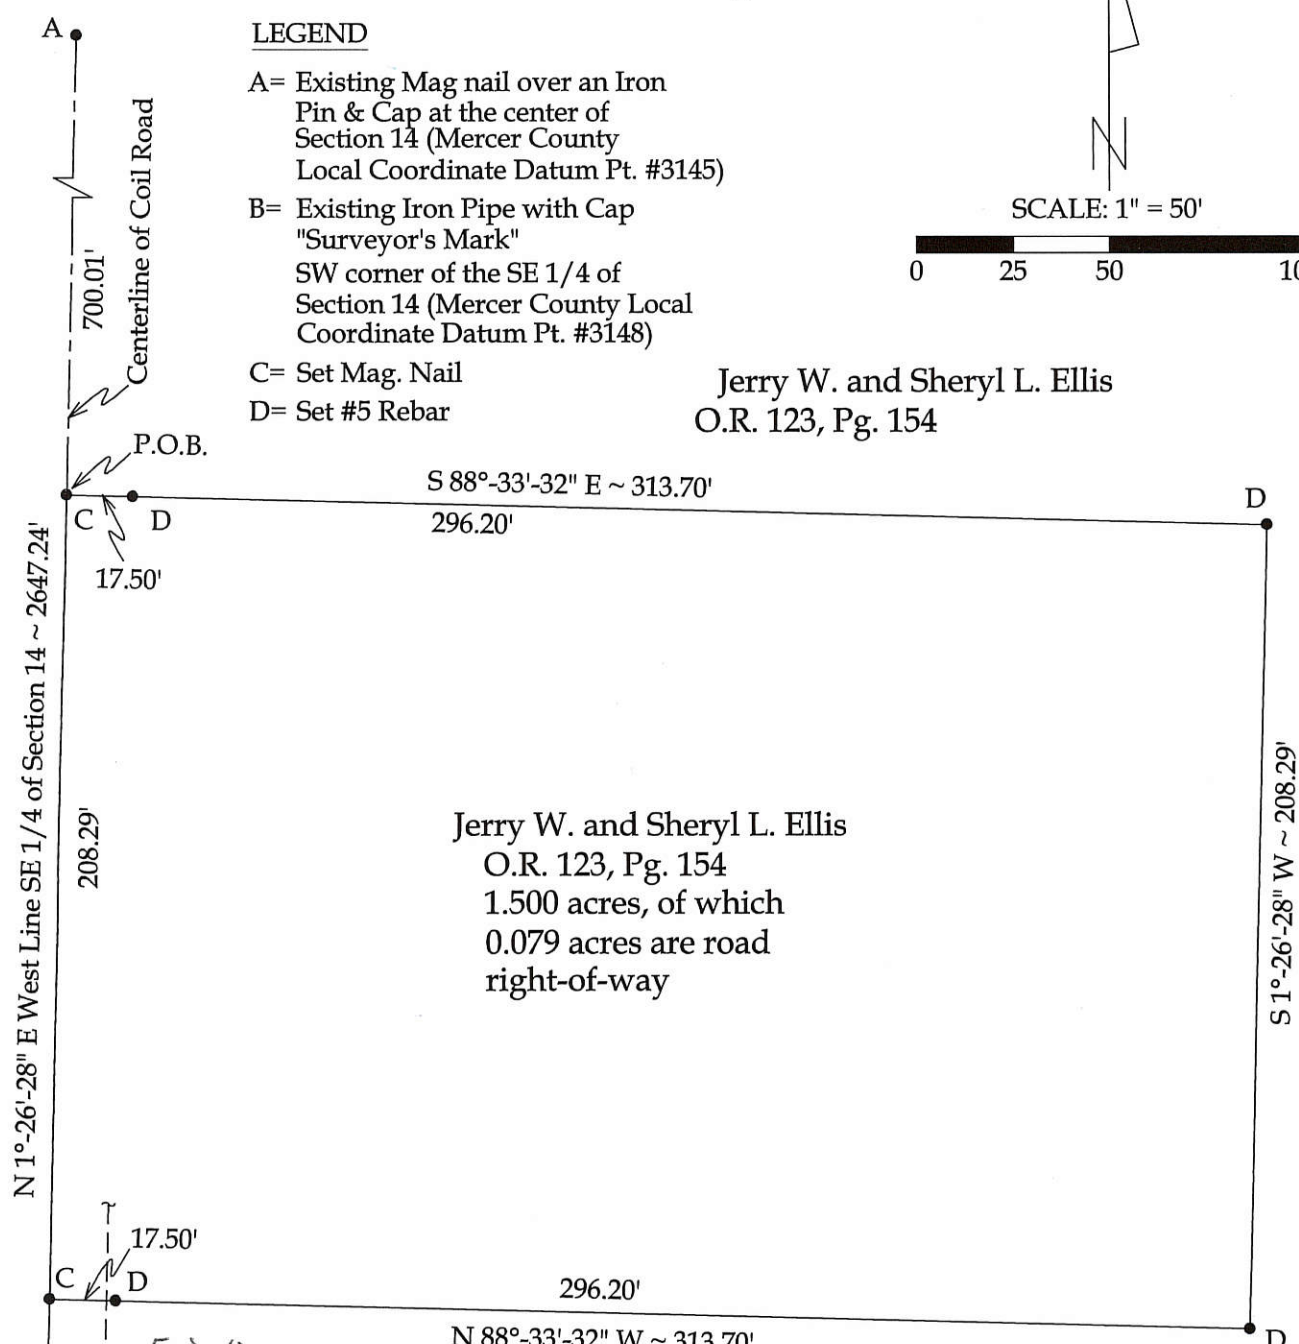 A
LEGEND
A= Existing Mag nail over an Iron
Pin & Cap at the center of
Section 14 (Mercer County
Local Coordinate Datum Pt. #3145)
B= Existing Iron Pipe with Cap
"Surveyor's Mark"
SW corner of the SE 1/4 of
Section 14 (Mercer County Local
Coordinate Datum Pt. #3148)
C= Set Mag. Nail
D= Set #5 Rebar
N
SCALE: 1" = 50'
0 25 50 10
Centerline of Coil Road
700.01'
Jerry W. and Sheryl L. Ellis
O.R. 123, Pg. 154
P.O.B.
S 88°-33'-32" E ~ 313.70'
C D
296.20'
D
17.50'
N 1°-26'-28" E West Line SE 1/4 of Section 14 ~ 2647.24'
208.29'
Jerry W. and Sheryl L. Ellis
O.R. 123, Pg. 154
1.500 acres, of which
0.079 acres are road
right-of-way
S 1°-26'-28" W ~ 208.29'
17.50'
C D
296.20'
N 88°-33'-32" W ~ 313.70'
D